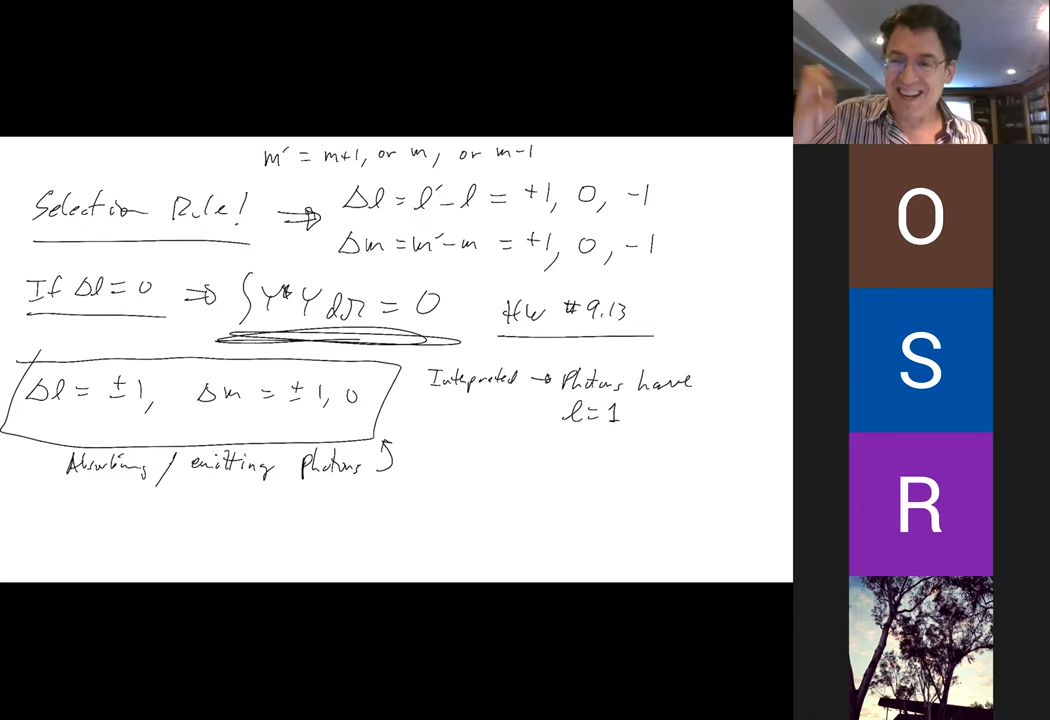 m′ = m+1, or m, or m-1
Selection Rule! ⇒ Δl = l′-l = +1, 0, -1
Δm = m′-m = +1, 0, -1
If Δl = 0 ⇒ ∫Y*Y dΩ = 0 HW #9.13
Δl = ±1, Δm = ±1, 0
Interpreted → Photons have
l = 1
Absorbing / emitting photons
O
S
R